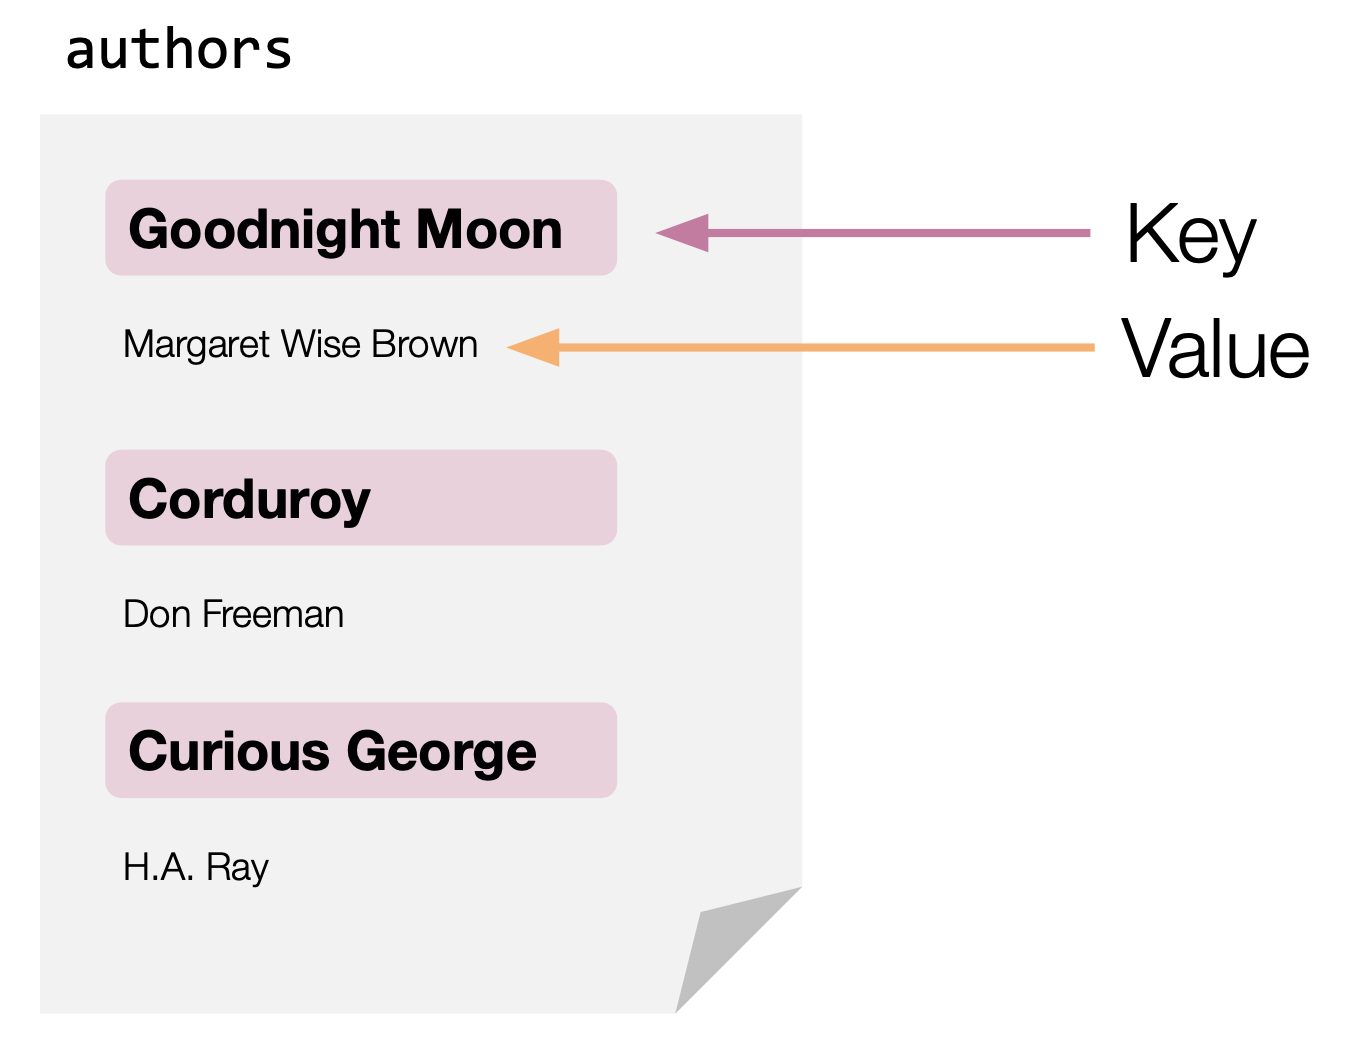 authors
Goodnight Moon
Key
Margaret Wise Brown
Value
Corduroy
Don Freeman
Curious George
H.A. Ray